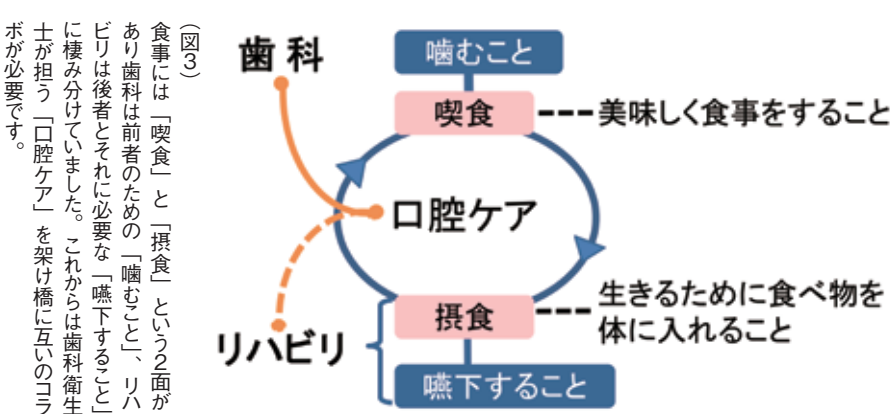 （図3）
食事には「喫食」と「摂食」という2面が
あり歯科は前者のための「噛むこと」、リハ
ビリは後者とそれに必要な「嚥下すること」
に棲み分けていました。これからは歯科衛生
士が担う「口腔ケア」を架け橋に互いのコラ
ボが必要です。
歯科
噛むこと
喫食
美味しく食事をすること
口腔ケア
リハビリ
摂食
生きるために食べ物を
体に入れること
嚥下すること